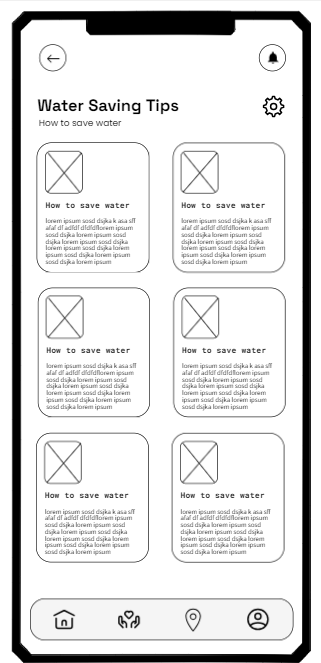 Water Saving Tips
How to save water
How to save water
lorem ipsum sosd dsjka k asa sff
afaf df adfdf dfdfdflorem ipsum
sosd dsjka lorem ipsum sosd
dsjka lorem ipsum sosd dsjka
lorem ipsum sosd dsjka lorem
ipsum sosd dsjka lorem ipsum
sosd dsjka lorem ipsum
How to save water
lorem ipsum sosd dsjka k asa sff
afaf df adfdf dfdfdflorem ipsum
sosd dsjka lorem ipsum sosd
dsjka lorem ipsum sosd dsjka
lorem ipsum sosd dsjka lorem
ipsum sosd dsjka lorem ipsum
sosd dsjka lorem ipsum
How to save water
lorem ipsum sosd dsjka k asa sff
afaf df adfdf dfdfdflorem ipsum
sosd dsjka lorem ipsum sosd
dsjka lorem ipsum sosd dsjka
lorem ipsum sosd dsjka lorem
ipsum sosd dsjka lorem ipsum
sosd dsjka lorem ipsum
How to save water
lorem ipsum sosd dsjka k asa sff
afaf df adfdf dfdfdflorem ipsum
sosd dsjka lorem ipsum sosd
dsjka lorem ipsum sosd dsjka
lorem ipsum sosd dsjka lorem
ipsum sosd dsjka lorem ipsum
sosd dsjka lorem ipsum
How to save water
lorem ipsum sosd dsjka k asa sff
afaf df adfdf dfdfdflorem ipsum
sosd dsjka lorem ipsum sosd
dsjka lorem ipsum sosd dsjka
lorem ipsum sosd dsjka lorem
ipsum sosd dsjka lorem ipsum
sosd dsjka lorem ipsum
How to save water
lorem ipsum sosd dsjka k asa sff
afaf df adfdf dfdfdflorem ipsum
sosd dsjka lorem ipsum sosd
dsjka lorem ipsum sosd dsjka
lorem ipsum sosd dsjka lorem
ipsum sosd dsjka lorem ipsum
sosd dsjka lorem ipsum